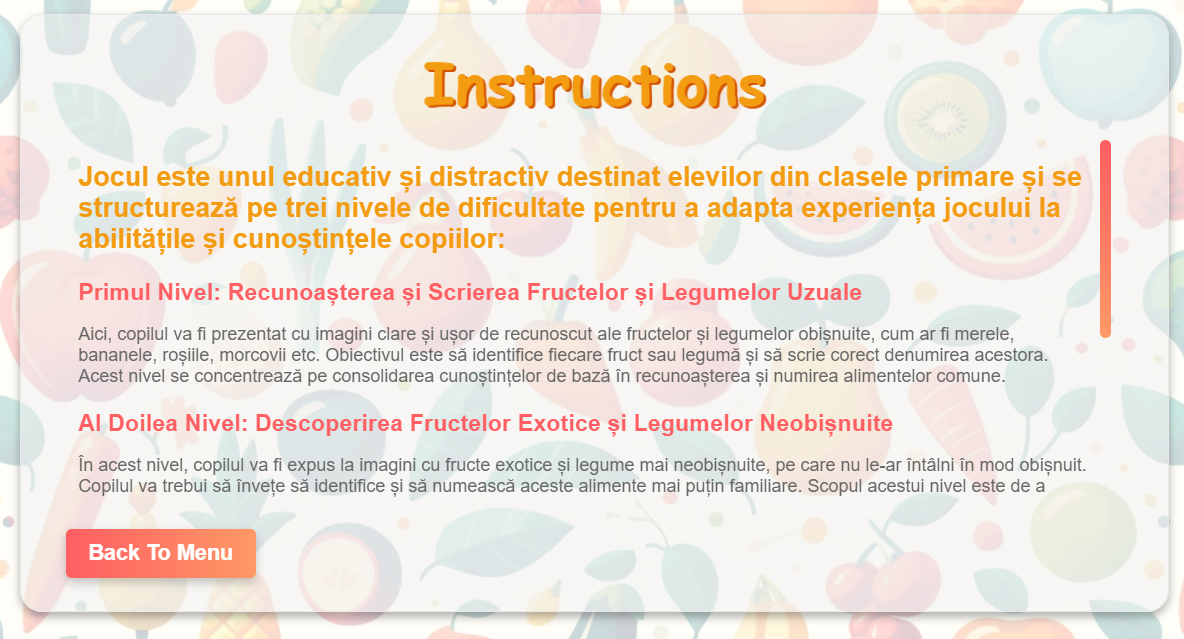 Instructions
Jocul este unul educativ și distractiv destinat elevilor din clasele primare și se
structurează pe trei nivele de dificultate pentru a adapta experiența jocului la
abilitățile și cunoștințele copiilor:
Primul Nivel: Recunoașterea și Scrierea Fructelor și Legumelor Uzuale
Aici, copilul va fi prezentat cu imagini clare și ușor de recunoscut ale fructelor și legumelor obișnuite, cum ar fi merele,
bananele, roșiile, morcovii etc. Obiectivul este să identifice fiecare fruct sau legumă și să scrie corect denumirea acestora.
Acest nivel se concentrează pe consolidarea cunoștințelor de bază în recunoașterea și numirea alimentelor comune.
Al Doilea Nivel: Descoperirea Fructelor Exotice și Legumelor Neobișnuite
În acest nivel, copilul va fi expus la imagini cu fructe exotice și legume mai neobișnuite, pe care nu le-ar întâlni în mod obișnuit.
Copilul va trebui să învețe să identifice și să numească aceste alimente mai puțin familiare. Scopul acestui nivel este de a
Back To Menu